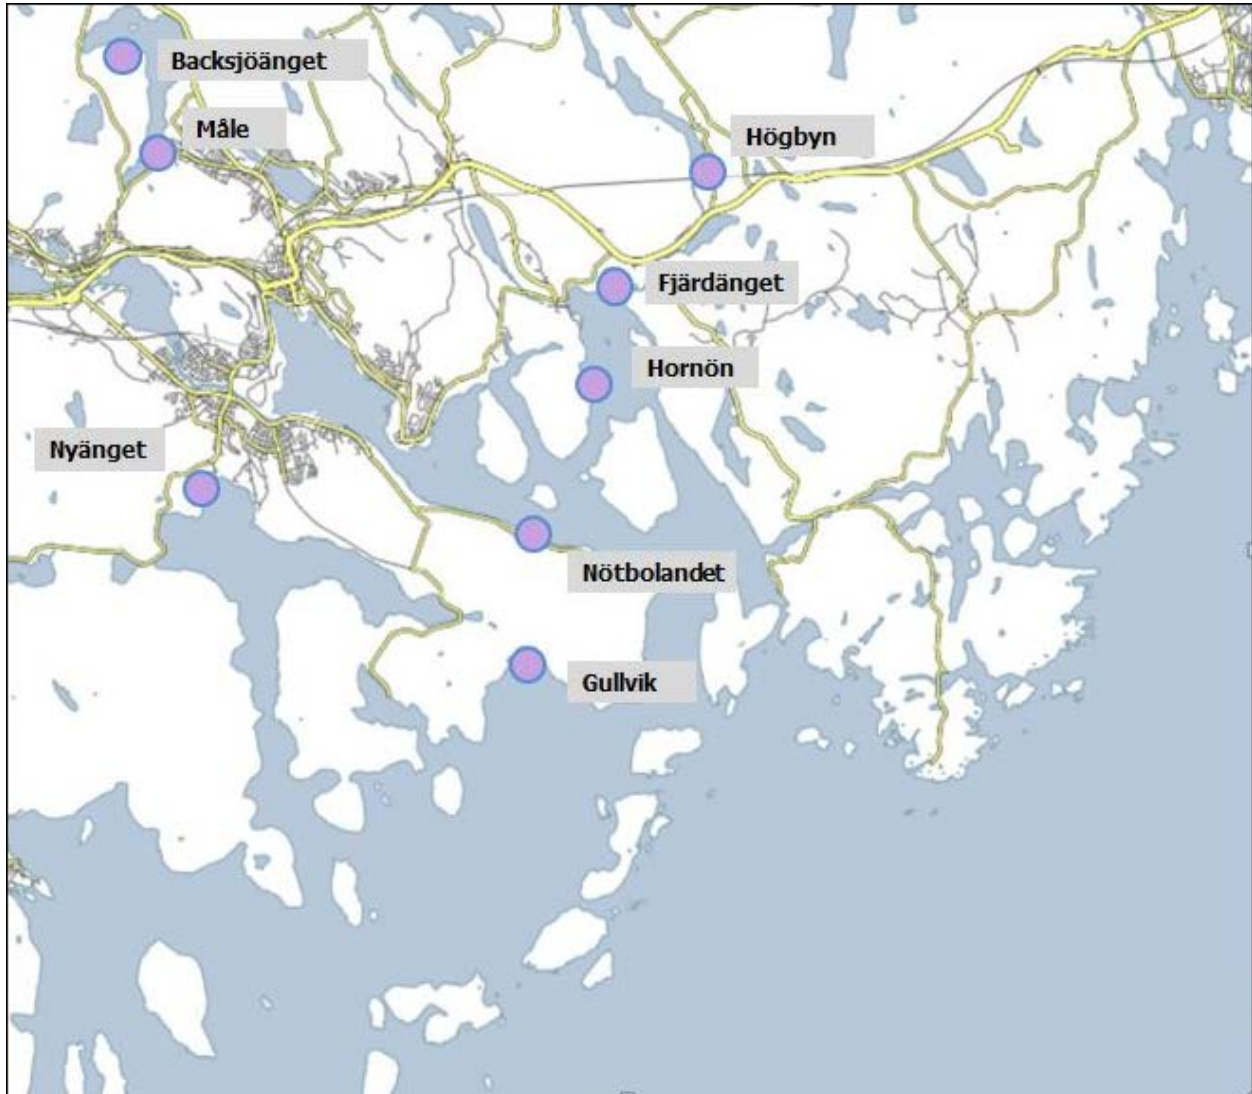 Backsjöänget
Måle
Högbyn
Fjärdänget
Hornön
Nyänget
Nötbolandet
Gullvik